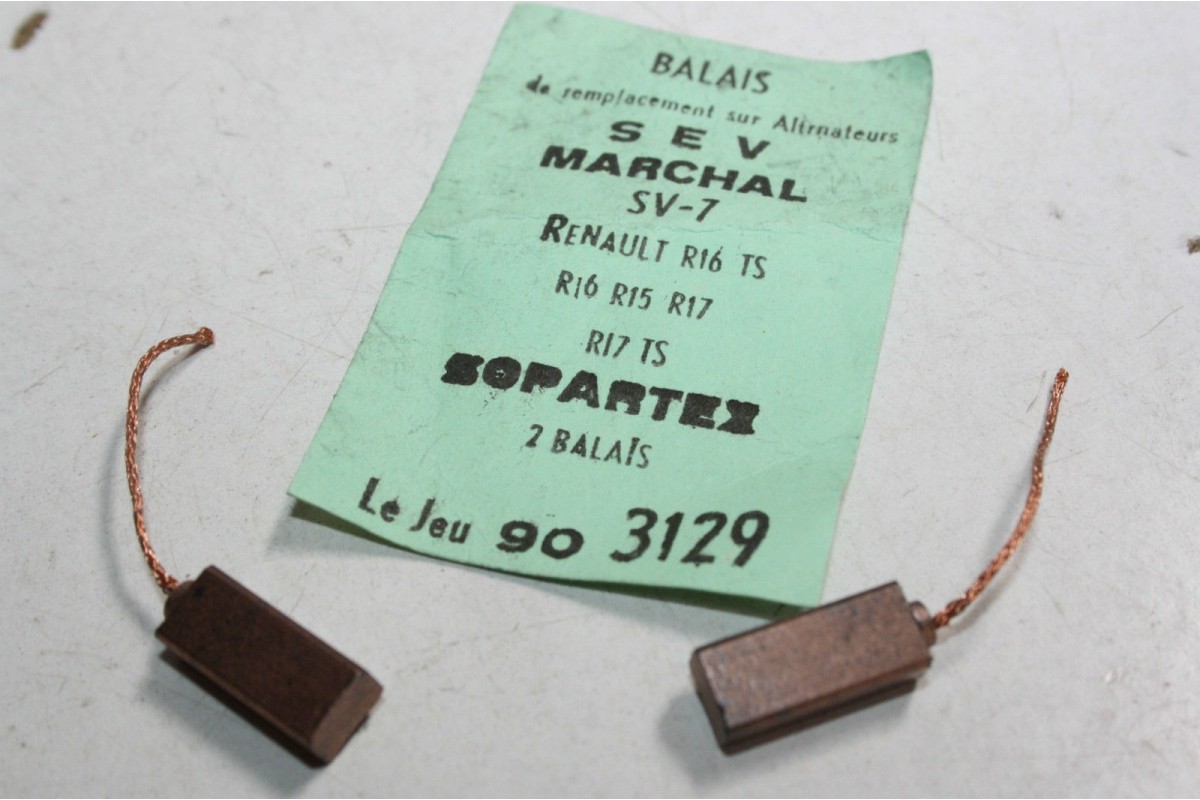 BALAIS
de remplacement sur Altrnateurs
SEV
MARCHAL
SV-7
RENAULT R16 TS
R16 R15 R17
R17 TS
SOPARTEX
2 BALAIS
Le Jeu 90 3129